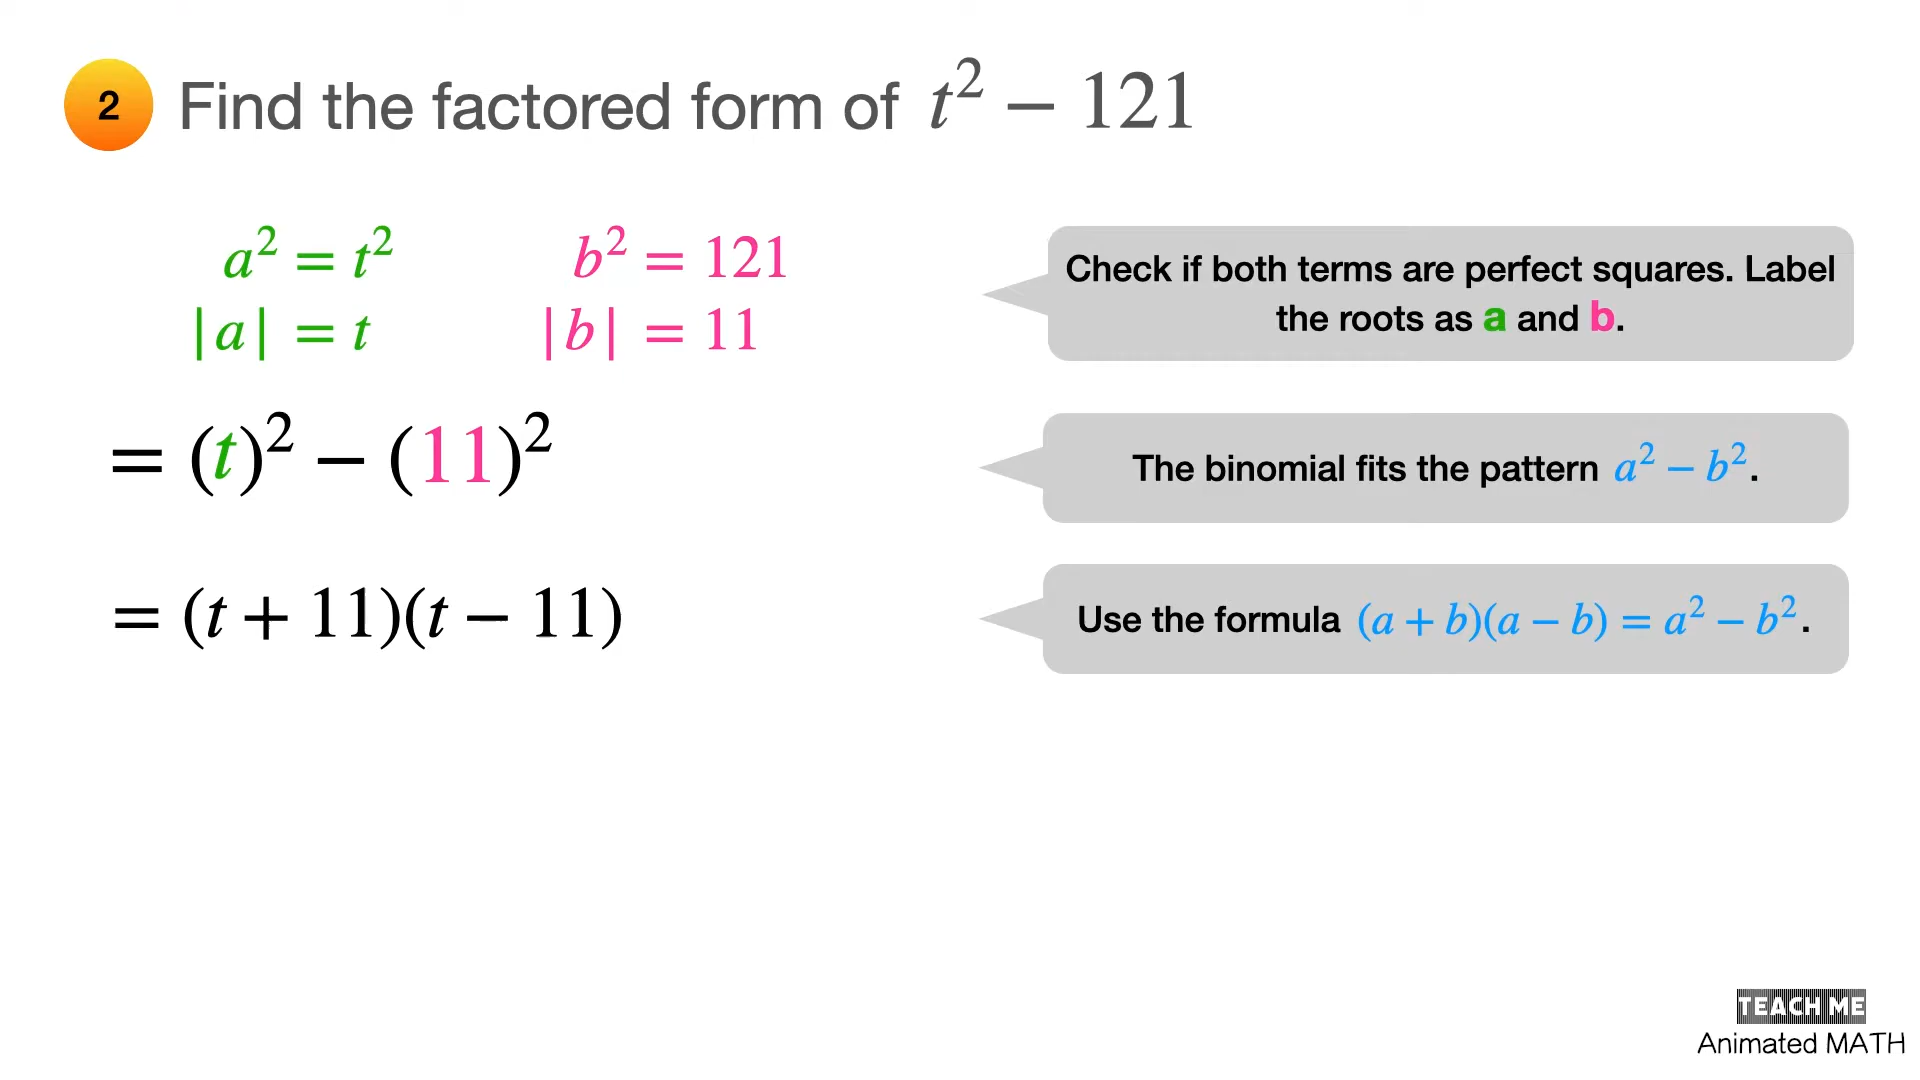 2 Find the factored form of t² − 121
a² = t² b² = 121
|a| = t |b| = 11
Check if both terms are perfect squares. Label
the roots as a and b.
= (t)² − (11)²
The binomial fits the pattern a² − b².
= (t + 11)(t − 11)
Use the formula (a + b)(a − b) = a² − b².
TEACH ME
Animated MATH